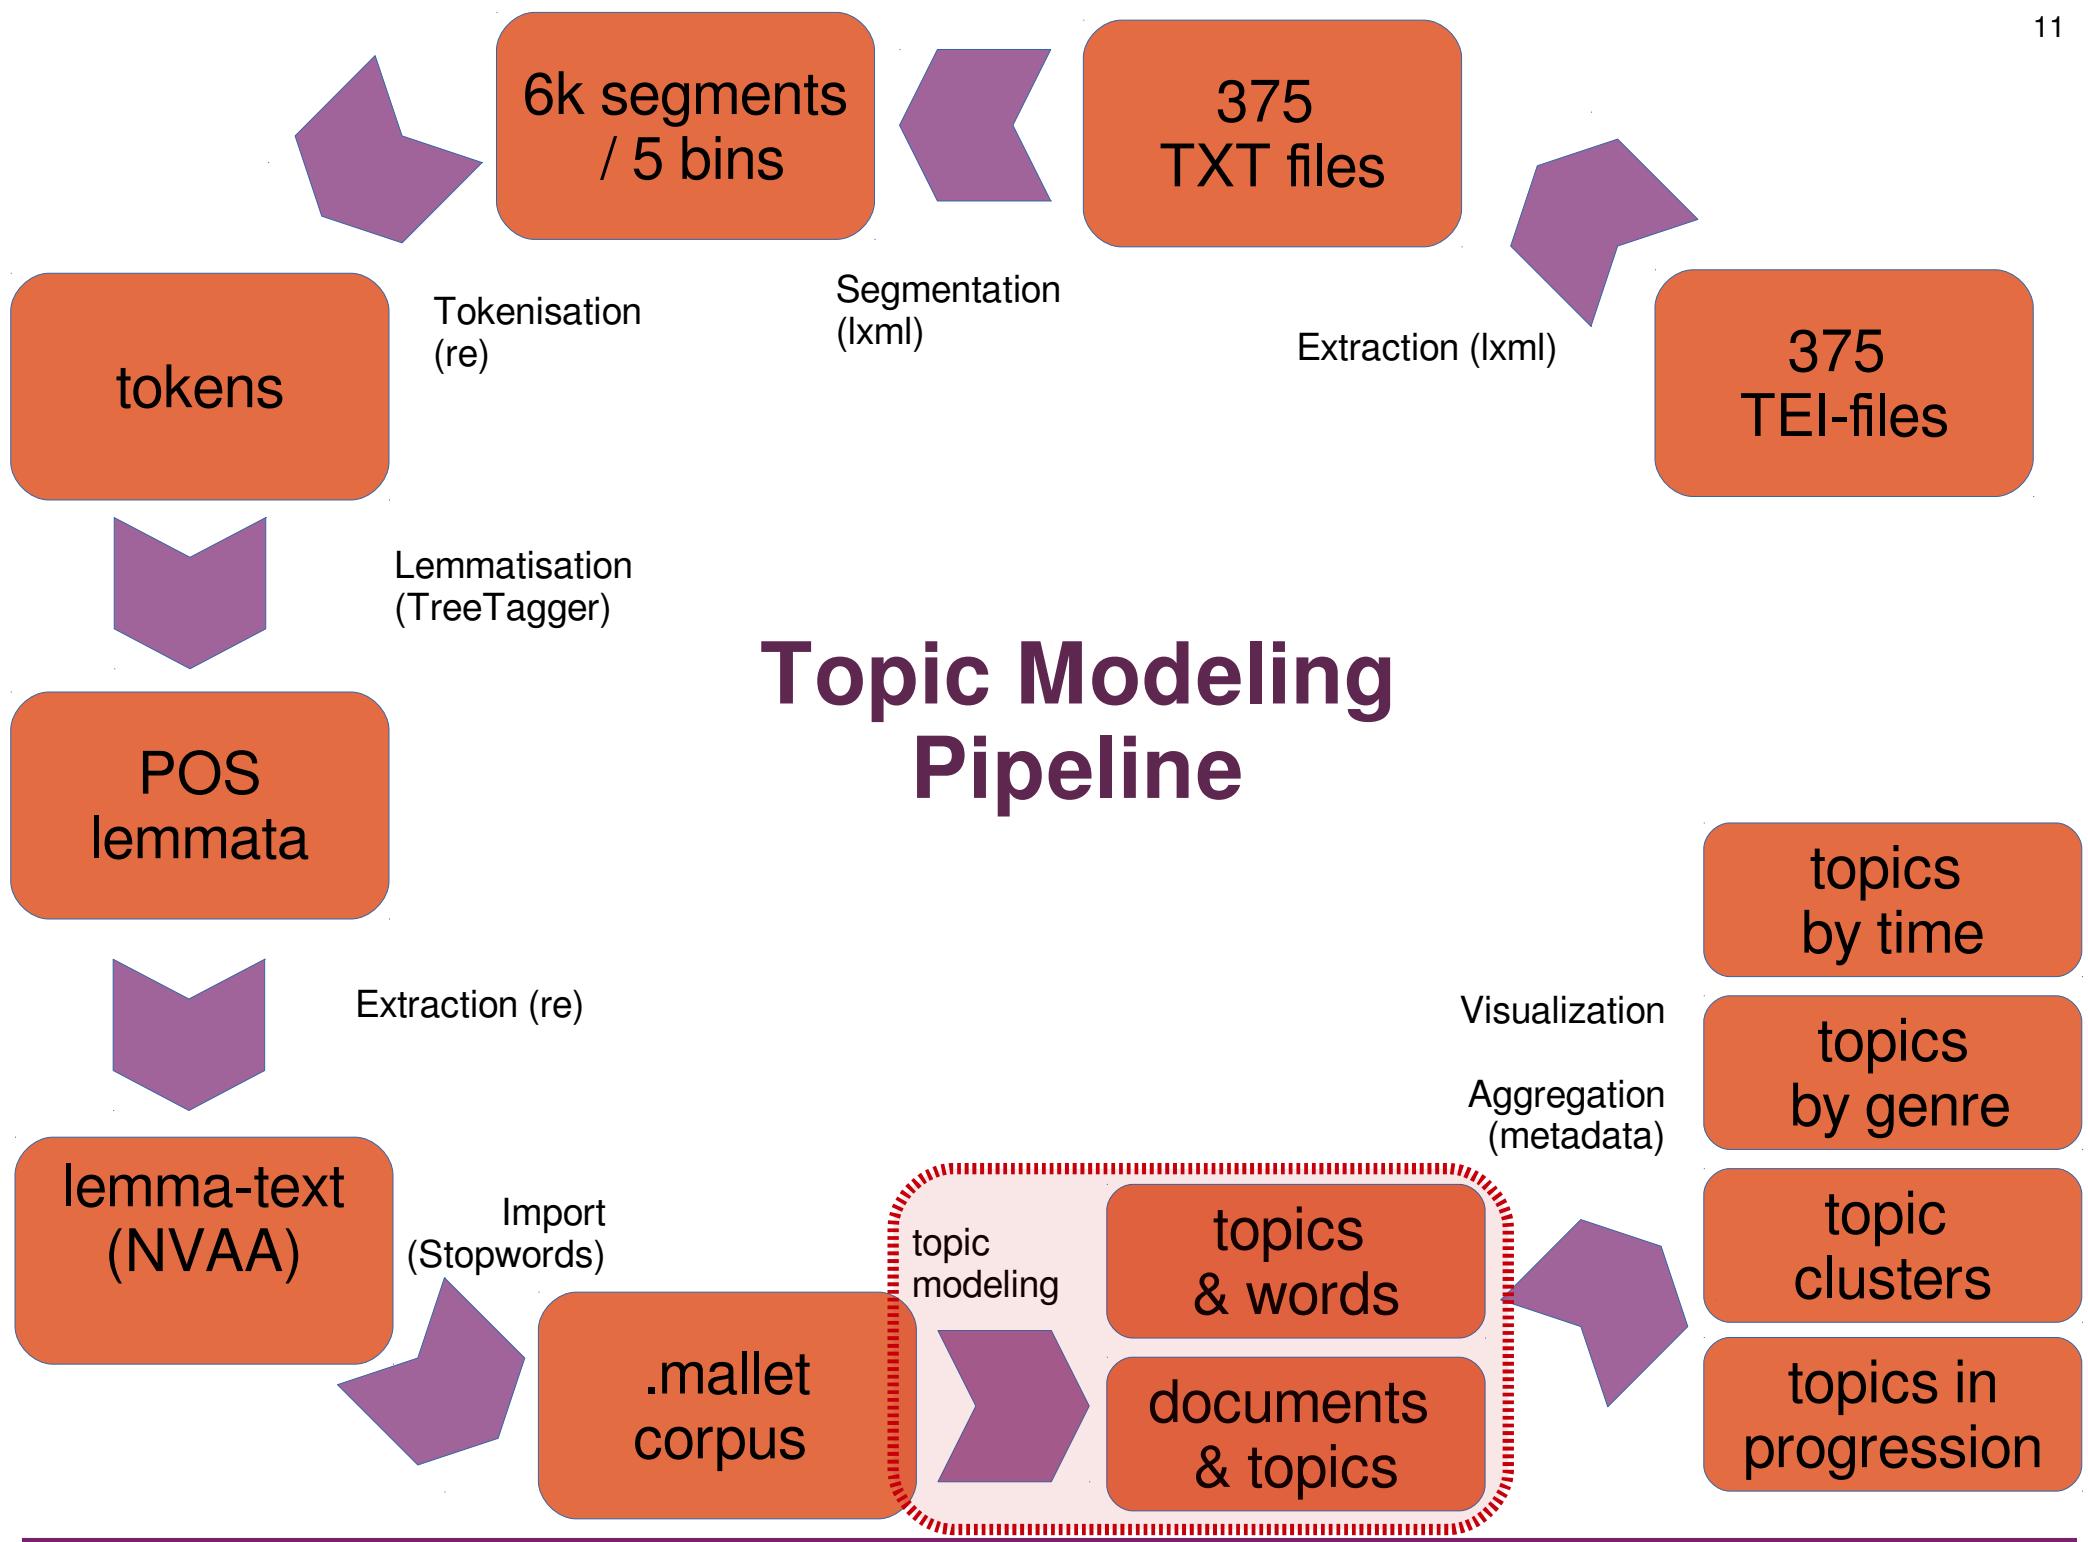 11
6k segments
/ 5 bins
375
TXT files
375
TEI-files
tokens
Tokenisation
(re)
Segmentation
(lxml)
Extraction (lxml)
Lemmatisation
(TreeTagger)
Topic Modeling
Pipeline
POS
lemmata
Extraction (re)
lemma-text
(NVAA)
Import
(Stopwords)
.mallet
corpus
topic
modeling
topics
& words
documents
& topics
Visualization
Aggregation
(metadata)
topics
by time
topics
by genre
topic
clusters
topics in
progression